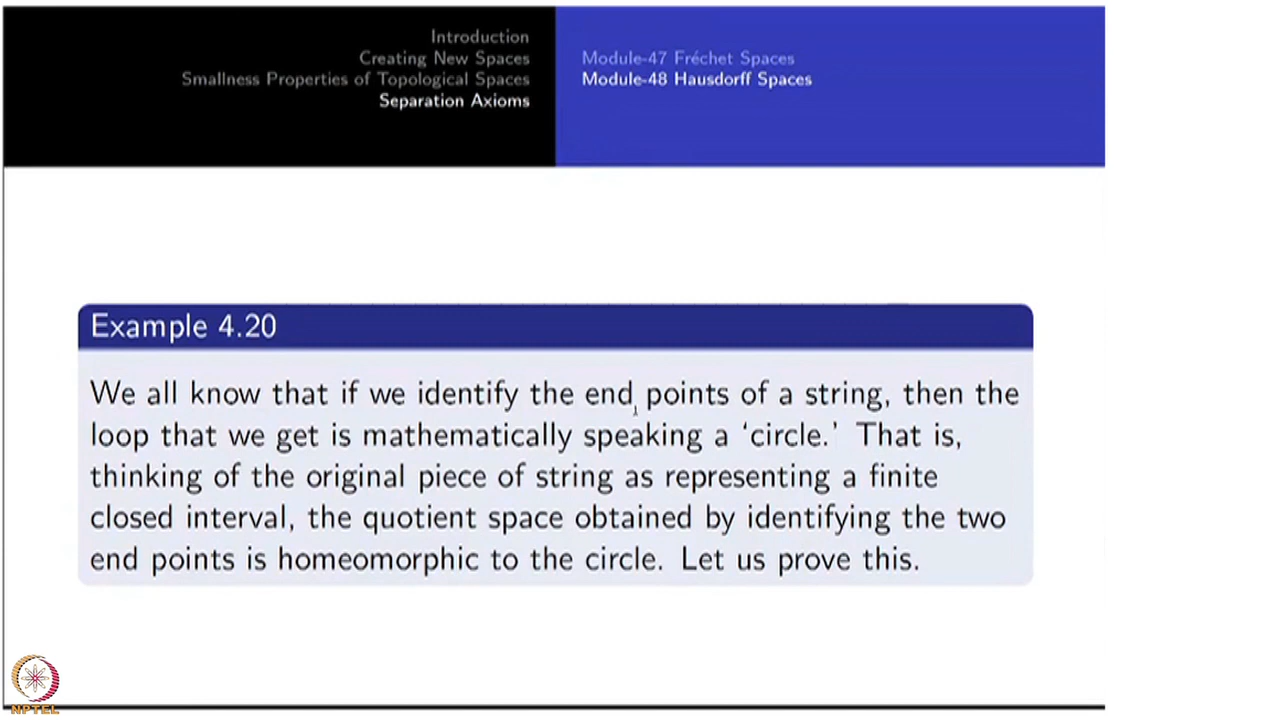 Introduction
Creating New Spaces
Smallness Properties of Topological Spaces
Separation Axioms
Module-47 Fréchet Spaces
Module-48 Hausdorff Spaces
Example 4.20
We all know that if we identify the end points of a string, then the
loop that we get is mathematically speaking a ‘circle.’ That is,
thinking of the original piece of string as representing a finite
closed interval, the quotient space obtained by identifying the two
end points is homeomorphic to the circle. Let us prove this.
NPTEL